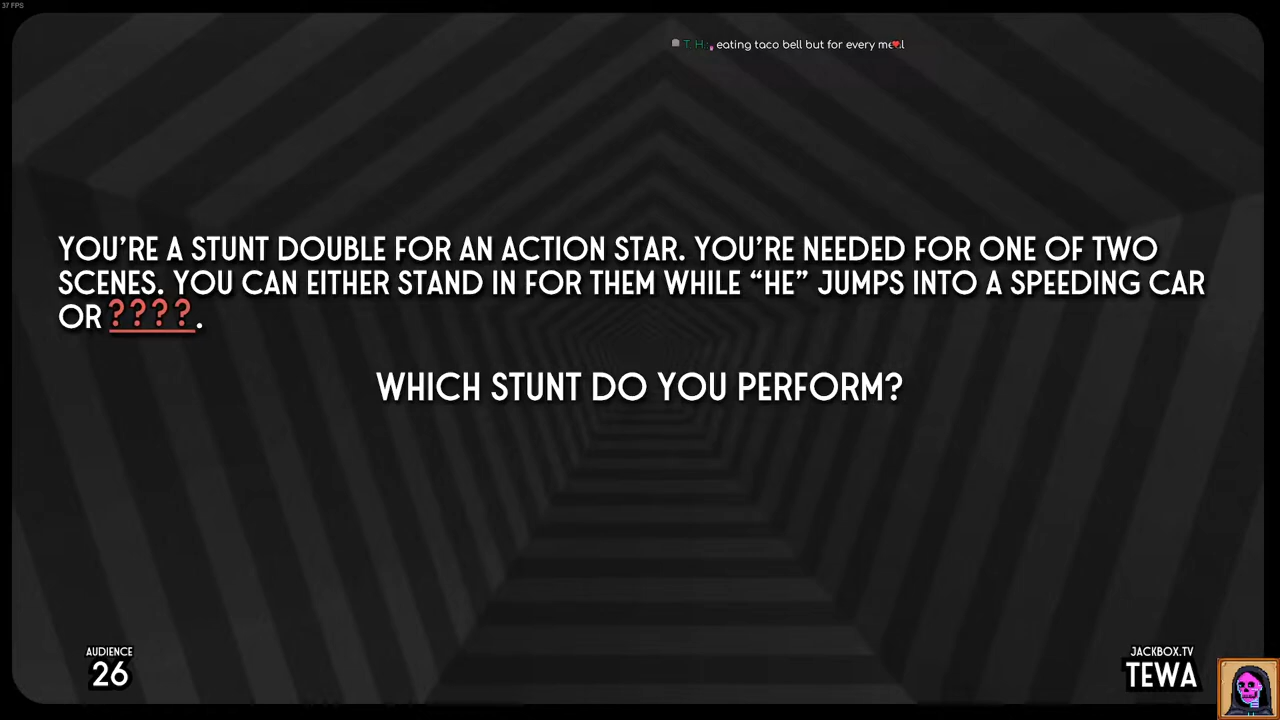 37 FPS
T H: eating taco bell but for every me l
YOU'RE A STUNT DOUBLE FOR AN ACTION STAR. YOU'RE NEEDED FOR ONE OF TWO
SCENES. YOU CAN EITHER STAND IN FOR THEM WHILE “HE” JUMPS INTO A SPEEDING CAR
OR ????.
WHICH STUNT DO YOU PERFORM?
AUDIENCE
26
JACKBOX.TV
TEWA